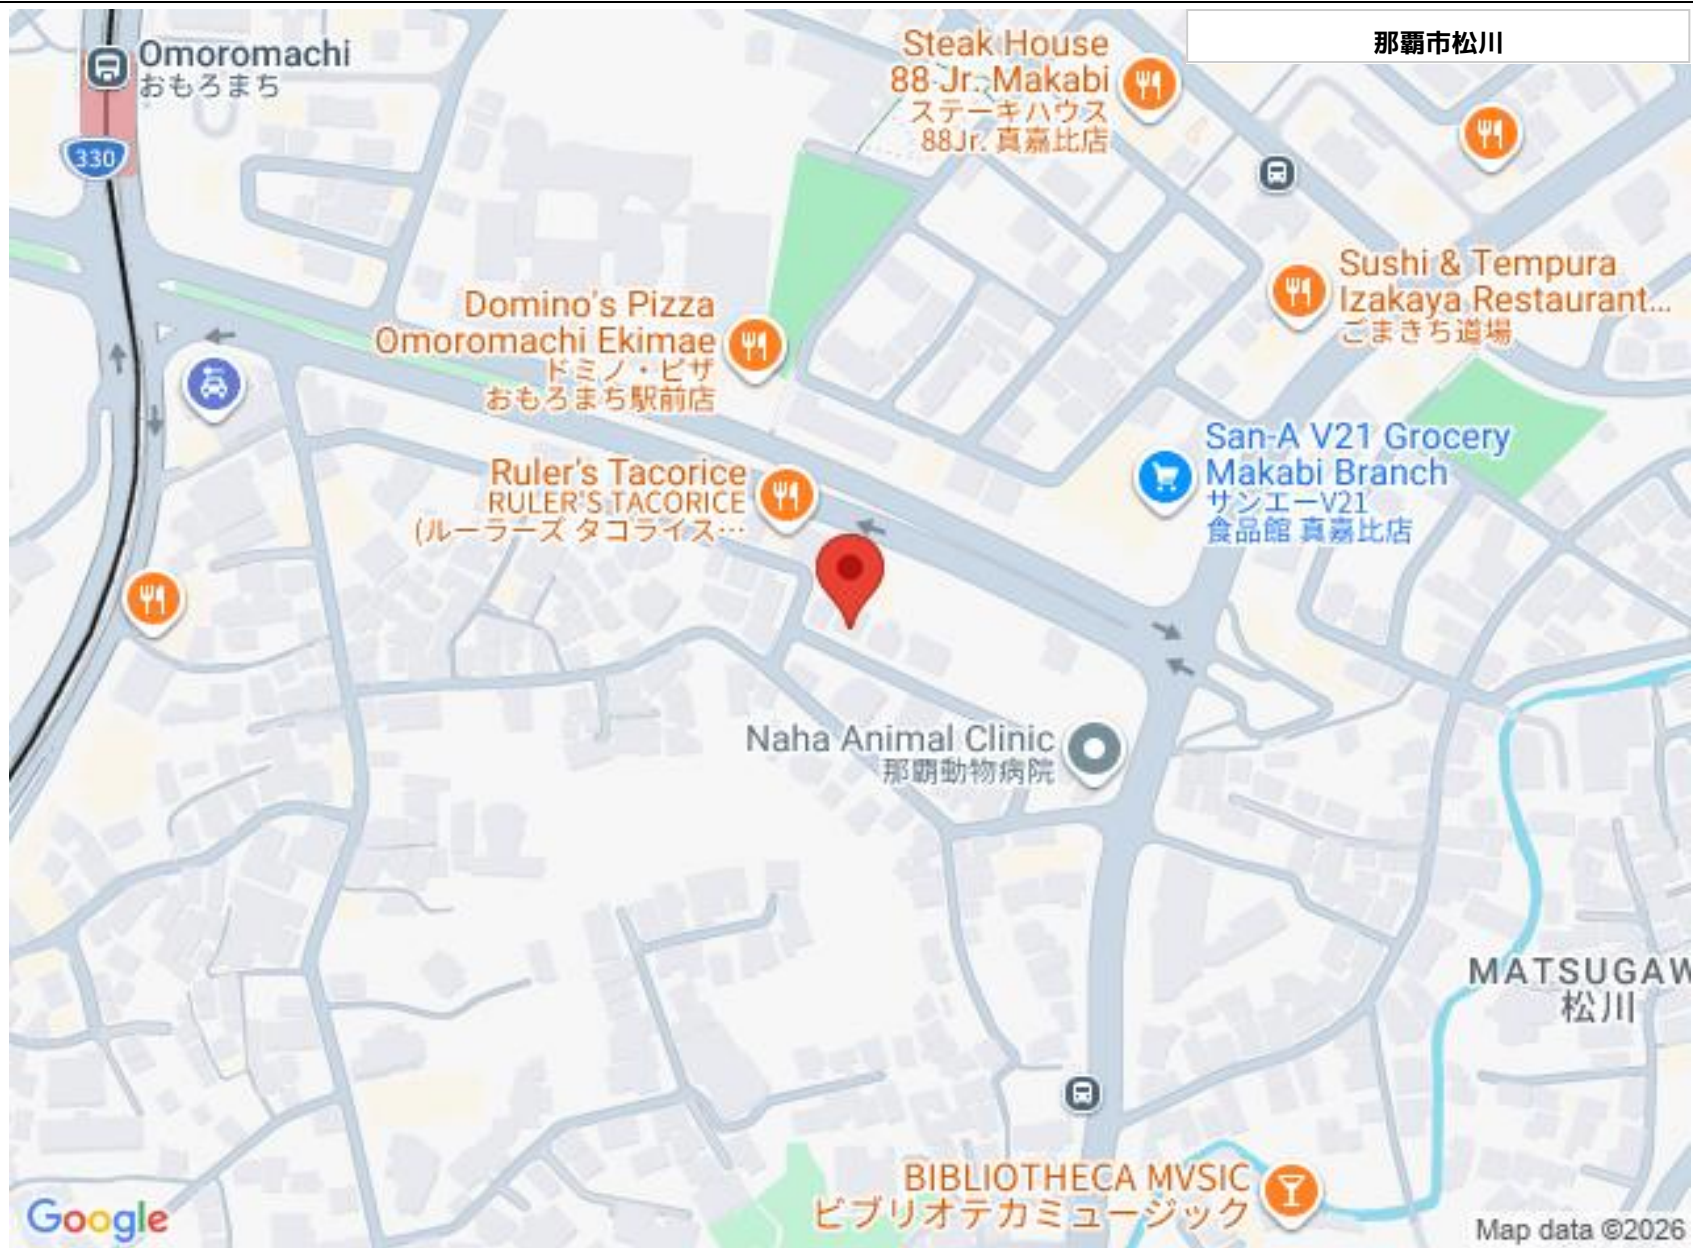 那覇市松川
Omoromachi
おもろまち
330
Steak House
88 Jr. Makabi
ステーキハウス
88Jr. 真嘉比店
Sushi & Tempura
Izakaya Restaurant...
ごまきち道場
Domino's Pizza
Omoromachi Ekimae
ドミノ・ピザ
おもろまち駅前店
San-A V21 Grocery
Makabi Branch
サンエーV21
食品館 真嘉比店
Ruler's Tacorice
RULER'S TACORICE
(ルーラーズ タコライス…
Naha Animal Clinic
那覇動物病院
MATSUGAW
松川
BIBLIOTHECA MVSIC
ビブリオテカミュージック
Google
Map data ©2026